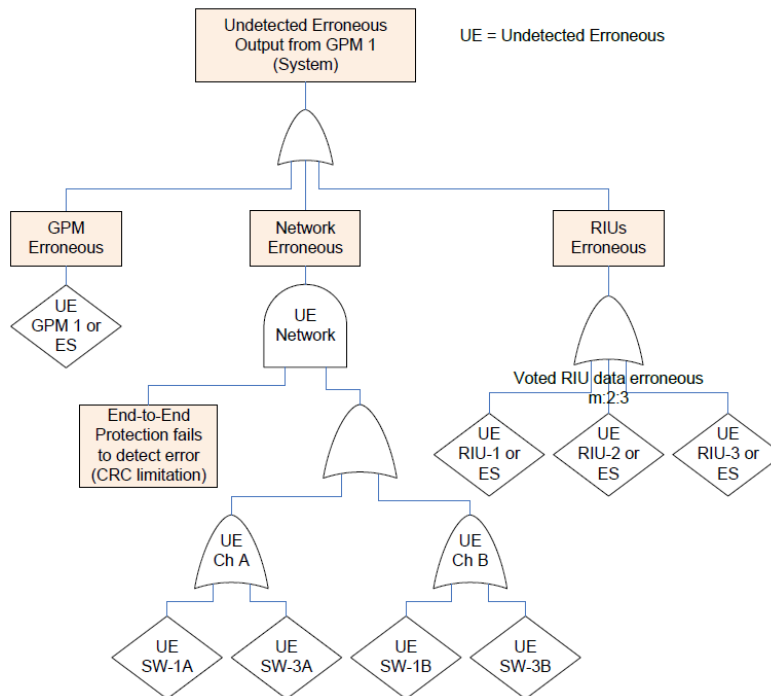 Undetected Erroneous
Output from GPM 1
(System)
UE = Undetected Erroneous
GPM
Erroneous
Network
Erroneous
RIUs
Erroneous
UE
GPM 1 or
ES
UE
Network
Voted RIU data erroneous
m:2:3
End-to-End
Protection fails
to detect error
(CRC limitation)
UE
RIU-1 or
ES
UE
RIU-2 or
ES
UE
RIU-3 or
ES
UE
Ch A
UE
Ch B
UE
SW-1A
UE
SW-3A
UE
SW-1B
UE
SW-3B